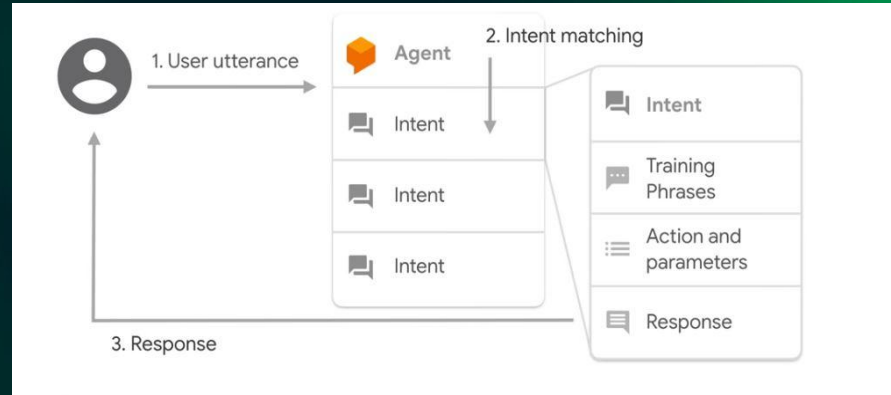 1. User utterance
Agent
2. Intent matching
Intent
Intent
Intent
Intent
Training
Phrases
Action and
parameters
Response
3. Response